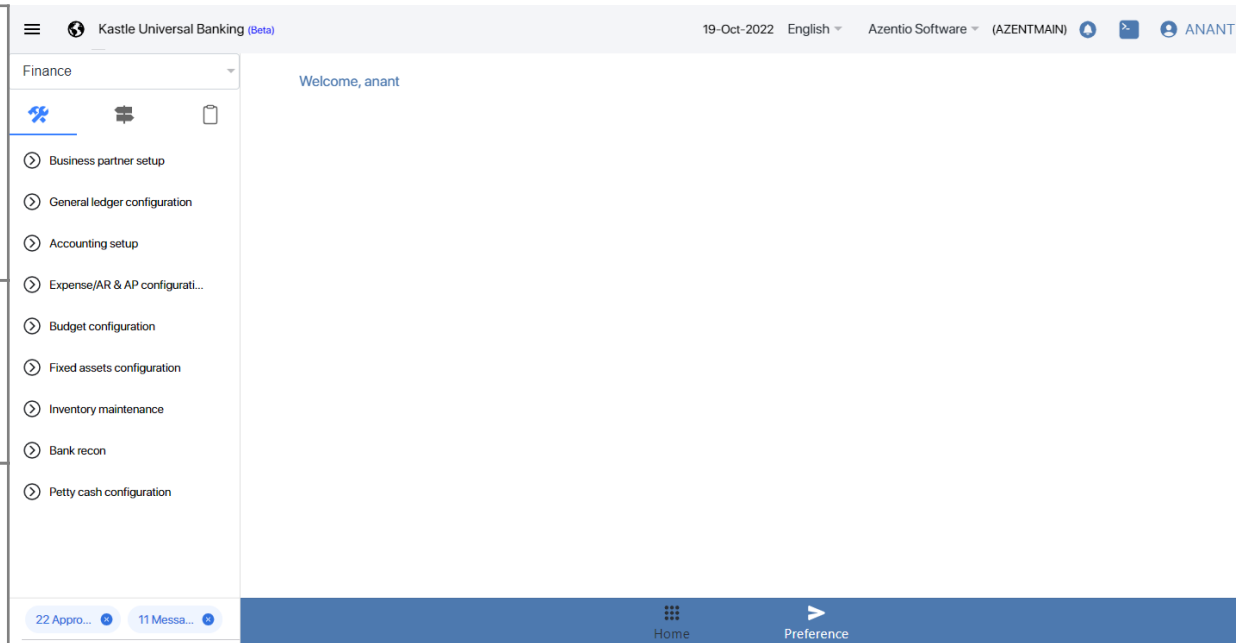 Kastle Universal Banking (Beta) 19-Oct-2022 English Azentio Software (AZENTMAIN) ANANT
Finance
Welcome, anant
Business partner setup
General ledger configuration
Accounting setup
Expense/AR & AP configurati...
Budget configuration
Fixed assets configuration
Inventory maintenance
Bank recon
Petty cash configuration
22 Appro... 11 Messa...
Home Preference